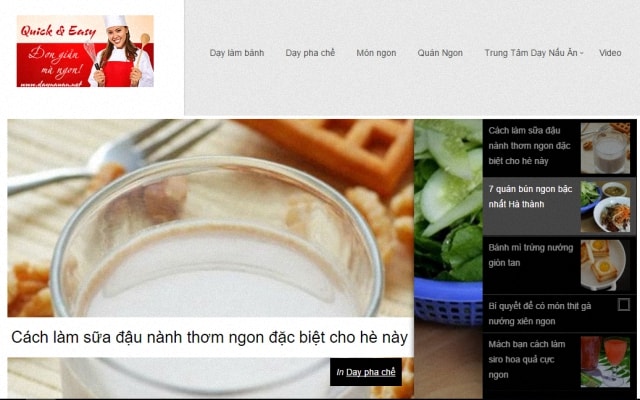 Quick & Easy
Đơn giản
mà ngon!
www.daynauan.net
Dạy làm bánh
Dạy pha chế
Món ngon
Quán Ngon
Trung Tâm Dạy Nấu Ăn
Video
Cách làm sữa đậu nành thơm ngon đặc biệt cho hè này
In Dạy pha chế
Cách làm sữa đậu
nành thơm ngon đặc
biệt cho hè này
7 quán bún ngon bậc
nhất Hà thành
Bánh mì trứng nướng
giòn tan
Bí quyết để có món thịt gà
nướng xiên ngon
Mách bạn cách làm
siro hoa quả cực
ngon